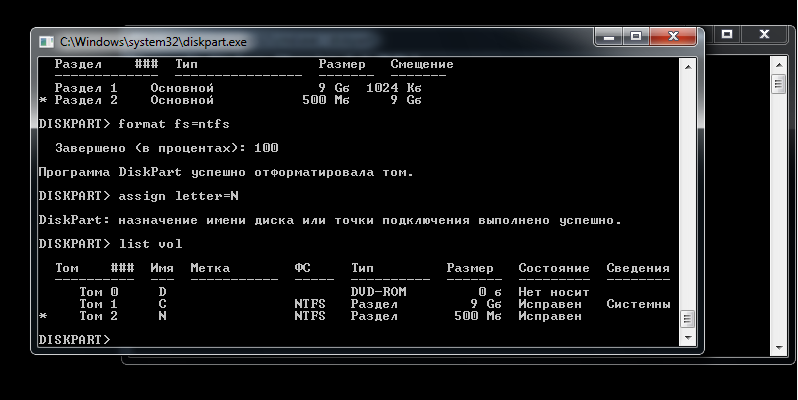 C:\Windows\system32\diskpart.exe
Раздел ### Тип Размер Смещение
------------- ---------------- ------- --------
Раздел 1 Основной 9 Gб 1024 Kб
* Раздел 2 Основной 500 Mб 9 Gб
DISKPART> format fs=ntfs
Завершено (в процентах): 100
Программа DiskPart успешно отформатировала том.
DISKPART> assign letter=N
DiskPart: назначение имени диска или точки подключения выполнено успешно.
DISKPART> list vol
Том ### Имя Метка ФС Тип Размер Состояние Сведения
---------- --- ----------- ----- ---------- ------- --------- --------
Том 0 D DVD-ROM 0 б Нет носит
Том 1 C NTFS Раздел 9 Gб Исправен Системны
* Том 2 N NTFS Раздел 500 Mб Исправен
DISKPART>